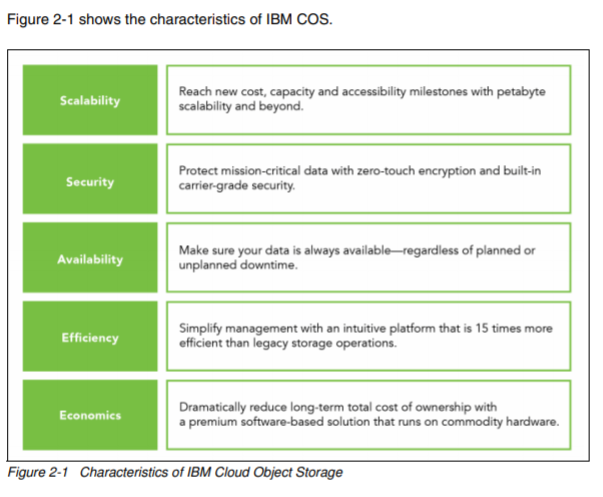 Figure 2-1 shows the characteristics of IBM COS.
Scalability
Reach new cost, capacity and accessibility milestones with petabyte
scalability and beyond.
Security
Protect mission-critical data with zero-touch encryption and built-in
carrier-grade security.
Availability
Make sure your data is always available—regardless of planned or
unplanned downtime.
Efficiency
Simplify management with an intuitive platform that is 15 times more
efficient than legacy storage operations.
Economics
Dramatically reduce long-term total cost of ownership with
a premium software-based solution that runs on commodity hardware.
Figure 2-1 Characteristics of IBM Cloud Object Storage